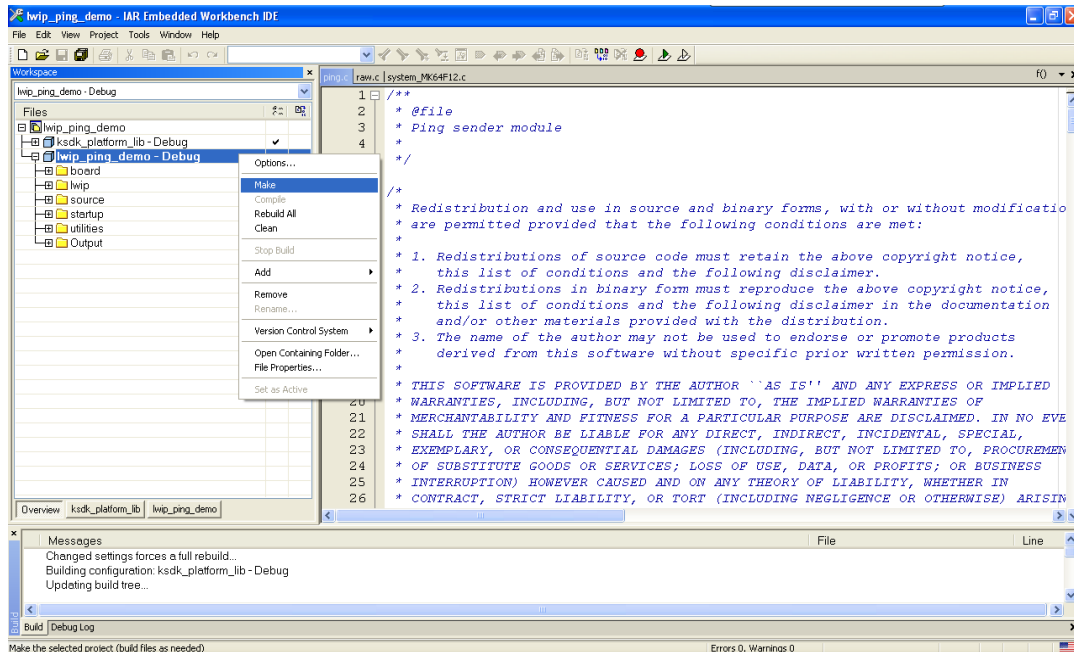 lwip_ping_demo - IAR Embedded Workbench IDE
File Edit View Project Tools Window Help
Workspace
lwip_ping_demo - Debug
Files
lwip_ping_demo
ksdk_platform_lib - Debug
lwip_ping_demo - Debug
board
lwip
source
startup
utilities
Output
Overview ksdk_platform_lib lwip_ping_demo
Options...
Make
Compile
Rebuild All
Clean
Stop Build
Add
Remove
Rename...
Version Control System
Open Containing Folder...
File Properties...
Set as Active
ping.c raw.c system_MK64F12.c f()
1 /**
2 * @file
3 * Ping sender module
4 *
*/
/*
* Redistribution and use in source and binary forms, with or without modificatio
* are permitted provided that the following conditions are met:
*
* 1. Redistributions of source code must retain the above copyright notice,
* this list of conditions and the following disclaimer.
* 2. Redistributions in binary form must reproduce the above copyright notice,
* this list of conditions and the following disclaimer in the documentation
* and/or other materials provided with the distribution.
* 3. The name of the author may not be used to endorse or promote products
* derived from this software without specific prior written permission.
*
* THIS SOFTWARE IS PROVIDED BY THE AUTHOR ``AS IS'' AND ANY EXPRESS OR IMPLIED
20 * WARRANTIES, INCLUDING, BUT NOT LIMITED TO, THE IMPLIED WARRANTIES OF
21 * MERCHANTABILITY AND FITNESS FOR A PARTICULAR PURPOSE ARE DISCLAIMED. IN NO EVE
22 * SHALL THE AUTHOR BE LIABLE FOR ANY DIRECT, INDIRECT, INCIDENTAL, SPECIAL,
23 * EXEMPLARY, OR CONSEQUENTIAL DAMAGES (INCLUDING, BUT NOT LIMITED TO, PROCUREMEN
24 * OF SUBSTITUTE GOODS OR SERVICES; LOSS OF USE, DATA, OR PROFITS; OR BUSINESS
25 * INTERRUPTION) HOWEVER CAUSED AND ON ANY THEORY OF LIABILITY, WHETHER IN
26 * CONTRACT, STRICT LIABILITY, OR TORT (INCLUDING NEGLIGENCE OR OTHERWISE) ARISIN
Messages File Line
Changed settings forces a full rebuild...
Building configuration: ksdk_platform_lib - Debug
Updating build tree...
Build
Build Debug Log
Make the selected project (build files as needed) Errors 0, Warnings 0